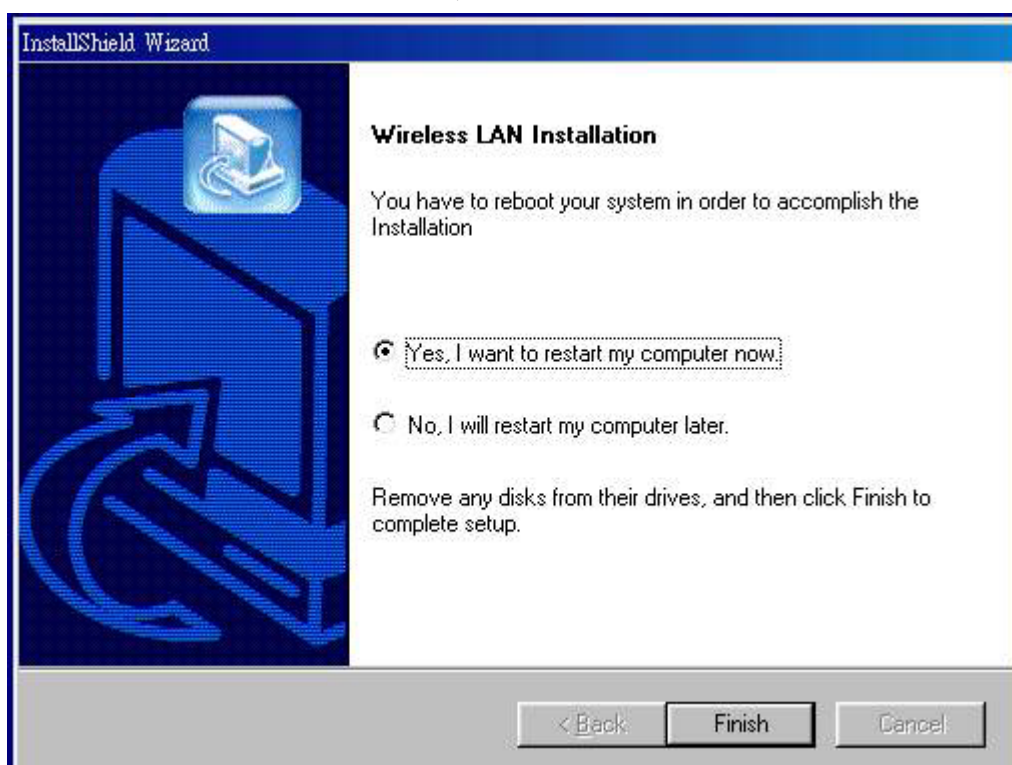 InstallShield Wizard
Wireless LAN Installation
You have to reboot your system in order to accomplish the
Installation
Yes, I want to restart my computer now.
No, I will restart my computer later.
Remove any disks from their drives, and then click Finish to
complete setup.
< Back Finish Cancel